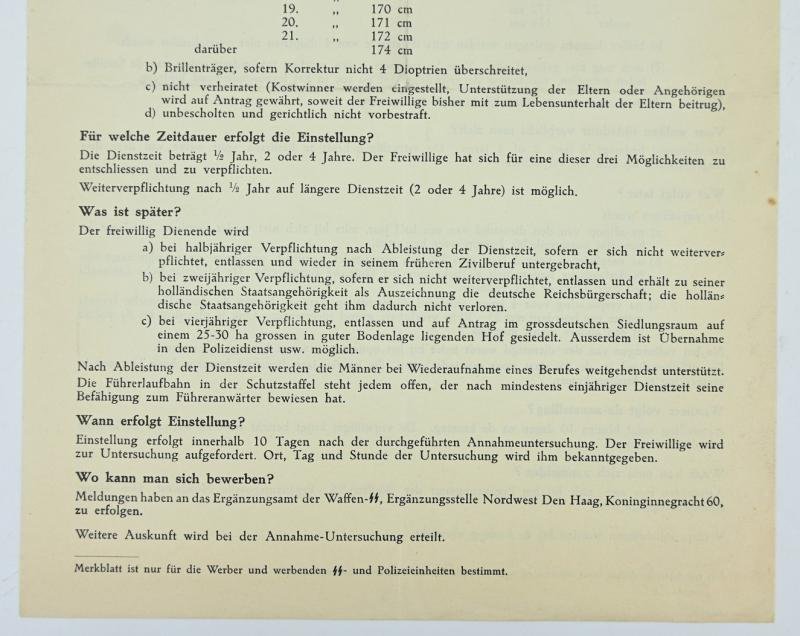 19. „ 170 cm
20. „ 171 cm
21. „ 172 cm
darüber 174 cm
b) Brillenträger, sofern Korrektur nicht 4 Dioptrien überschreitet,
c) nicht verheiratet (Kostwinner werden eingestellt, Unterstützung der Eltern oder Angehörigen
wird auf Antrag gewährt, soweit der Freiwillige bisher mit zum Lebensunterhalt der Eltern beitrug),
d) unbescholten und gerichtlich nicht vorbestraft.
Für welche Zeitdauer erfolgt die Einstellung?
Die Dienstzeit beträgt ½ Jahr, 2 oder 4 Jahre. Der Freiwillige hat sich für eine dieser drei Möglichkeiten zu
entschliessen und zu verpflichten.
Weiterverpflichtung nach ½ Jahr auf längere Dienstzeit (2 oder 4 Jahre) ist möglich.
Was ist später?
Der freiwillig Dienende wird
a) bei halbjähriger Verpflichtung nach Ableistung der Dienstzeit, sofern er sich nicht weiterver=
pflichtet, entlassen und wieder in seinem früheren Zivilberuf untergebracht,
b) bei zweijähriger Verpflichtung, sofern er sich nicht weiterverpflichtet, entlassen und erhält zu seiner
holländischen Staatsangehörigkeit als Auszeichnung die deutsche Reichsbürgerschaft; die hollän=
dische Staatsangehörigkeit geht ihm dadurch nicht verloren.
c) bei vierjähriger Verpflichtung, entlassen und auf Antrag im grossdeutschen Siedlungsraum auf
einem 25-30 ha grossen in guter Bodenlage liegenden Hof gesiedelt. Ausserdem ist Übernahme
in den Polizeidienst usw. möglich.
Nach Ableistung der Dienstzeit werden die Männer bei Wiederaufnahme eines Berufes weitgehendst unterstützt.
Die Führerlaufbahn in der Schutzstaffel steht jedem offen, der nach mindestens einjähriger Dienstzeit seine
Befähigung zum Führeranwärter bewiesen hat.
Wann erfolgt Einstellung?
Einstellung erfolgt innerhalb 10 Tagen nach der durchgeführten Annahmeuntersuchung. Der Freiwillige wird
zur Untersuchung aufgefordert. Ort, Tag und Stunde der Untersuchung wird ihm bekanntgegeben.
Wo kann man sich bewerben?
Meldungen haben an das Ergänzungsamt der Waffen-ᛋᛋ, Ergänzungsstelle Nordwest Den Haag, Koninginnegracht 60,
zu erfolgen.
Weitere Auskunft wird bei der Annahme-Untersuchung erteilt.
Merkblatt ist nur für die Werber und werbenden ᛋᛋ- und Polizeieinheiten bestimmt.